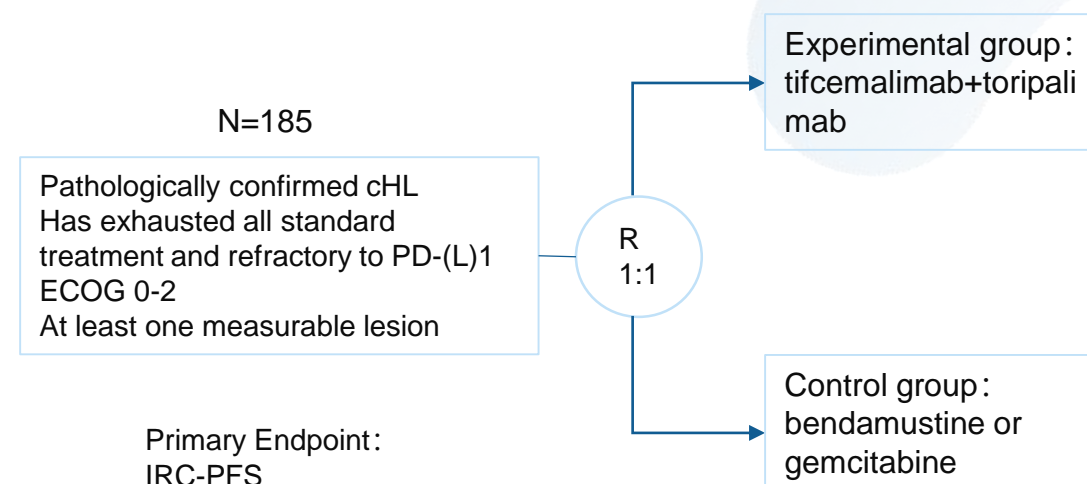 N=185
Pathologically confirmed cHL
Has exhausted all standard
treatment and refractory to PD-(L)1
ECOG 0-2
At least one measurable lesion
Primary Endpoint：
IRC-PFS
R
1:1
Experimental group：
tifcemalimab+toripali
mab
Control group：
bendamustine or
gemcitabine